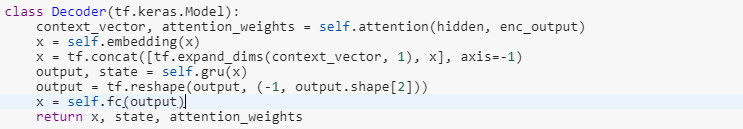 class Decoder(tf.keras.Model):
    context_vector, attention_weights = self.attention(hidden, enc_output)
    x = self.embedding(x)
    x = tf.concat([tf.expand_dims(context_vector, 1), x], axis=-1)
    output, state = self.gru(x)
    output = tf.reshape(output, (-1, output.shape[2]))
    x = self.fc(output)
    return x, state, attention_weights